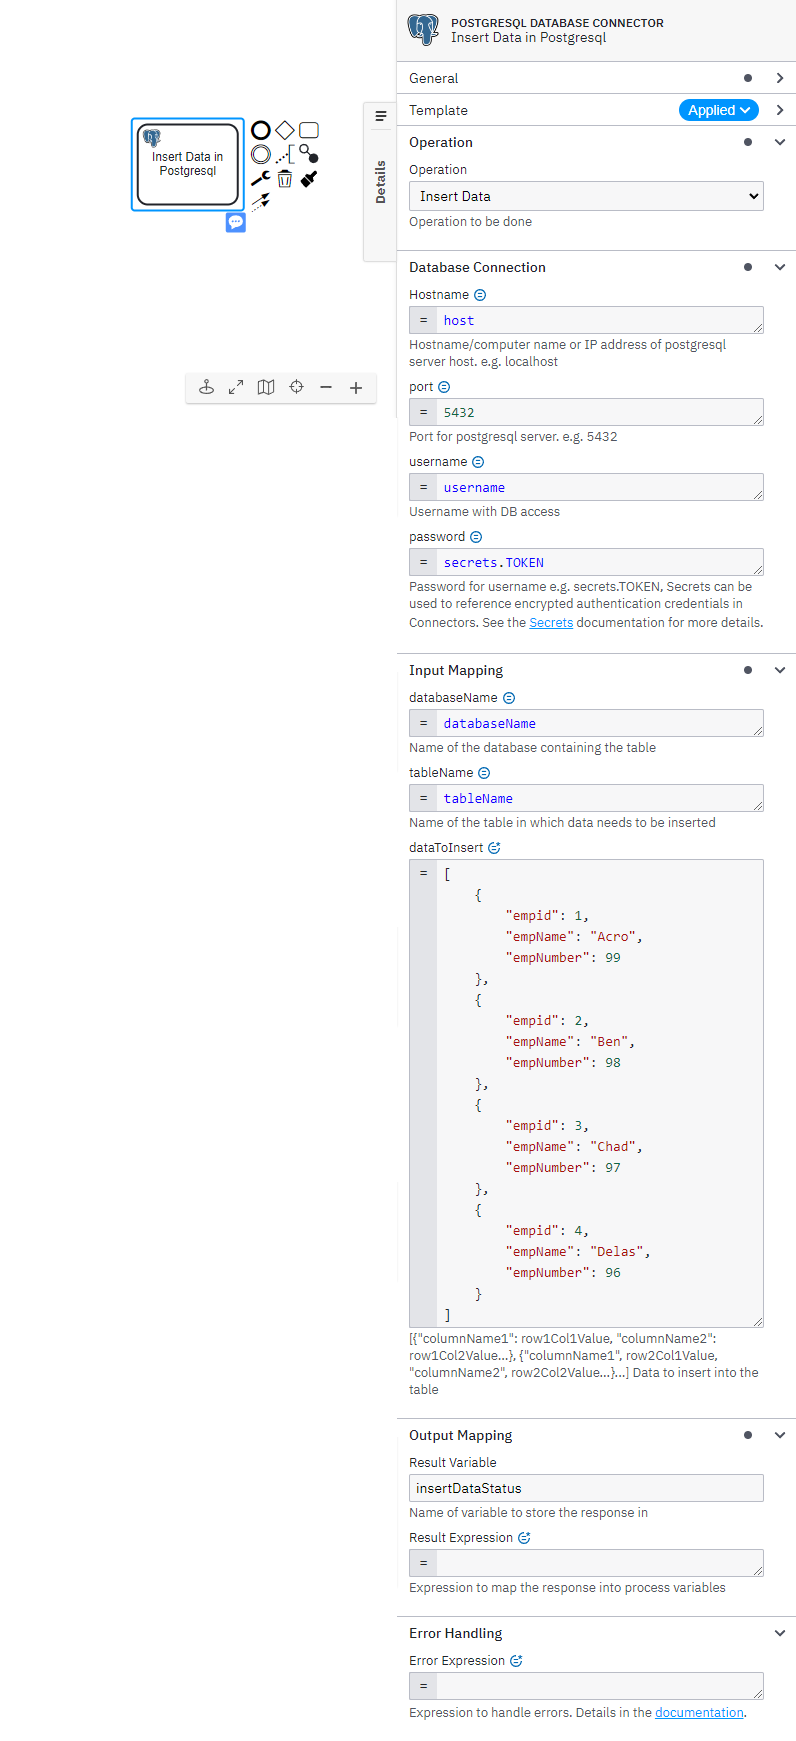 Insert Data in
Postgresql
Details
POSTGRESQL DATABASE CONNECTOR
Insert Data in Postgresql
General
Template
Applied
Operation
Operation
Insert Data
Operation to be done
Database Connection
Hostname
= host
Hostname/computer name or IP address of postgresql
server host. e.g. localhost
port
= 5432
Port for postgresql server. e.g. 5432
username
= username
Username with DB access
password
= secrets.TOKEN
Password for username e.g. secrets.TOKEN, Secrets can be
used to reference encrypted authentication credentials in
Connectors. See the Secrets documentation for more details.
Input Mapping
databaseName
= databaseName
Name of the database containing the table
tableName
= tableName
Name of the table in which data needs to be inserted
dataToInsert
= [
{
"empid": 1,
"empName": "Acro",
"empNumber": 99
},
{
"empid": 2,
"empName": "Ben",
"empNumber": 98
},
{
"empid": 3,
"empName": "Chad",
"empNumber": 97
},
{
"empid": 4,
"empName": "Delas",
"empNumber": 96
}
]
[{"columnName1": row1Col1Value, "columnName2":
row1Col2Value...}, {"columnName1", row2Col1Value,
"columnName2", row2Col2Value...}...] Data to insert into the
table
Output Mapping
Result Variable
insertDataStatus
Name of variable to store the response in
Result Expression
=
Expression to map the response into process variables
Error Handling
Error Expression
=
Expression to handle errors. Details in the documentation.